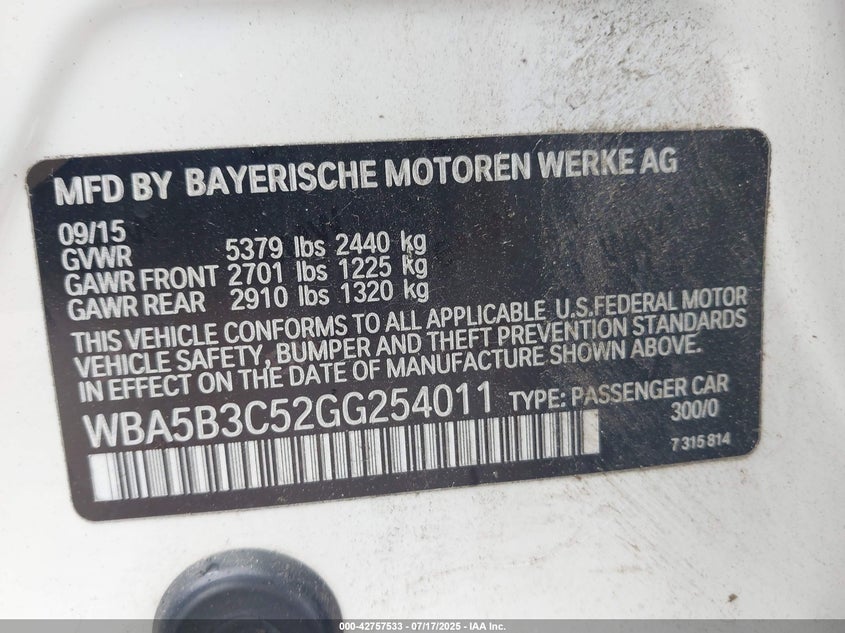 MFD BY BAYERISCHE MOTOREN WERKE AG
09/15
GVWR 5379 lbs 2440 kg
GAWR FRONT 2701 lbs 1225 kg
GAWR REAR 2910 lbs 1320 kg
THIS VEHICLE CONFORMS TO ALL APPLICABLE U.S.FEDERAL MOTOR
VEHICLE SAFETY, BUMPER AND THEFT PREVENTION STANDARDS
IN EFFECT ON THE DATE OF MANUFACTURE SHOWN ABOVE.
WBA5B3C52GG254011 TYPE: PASSENGER CAR
300/0
7 315 814
000-42757533 - 07/17/2025 - IAA Inc.